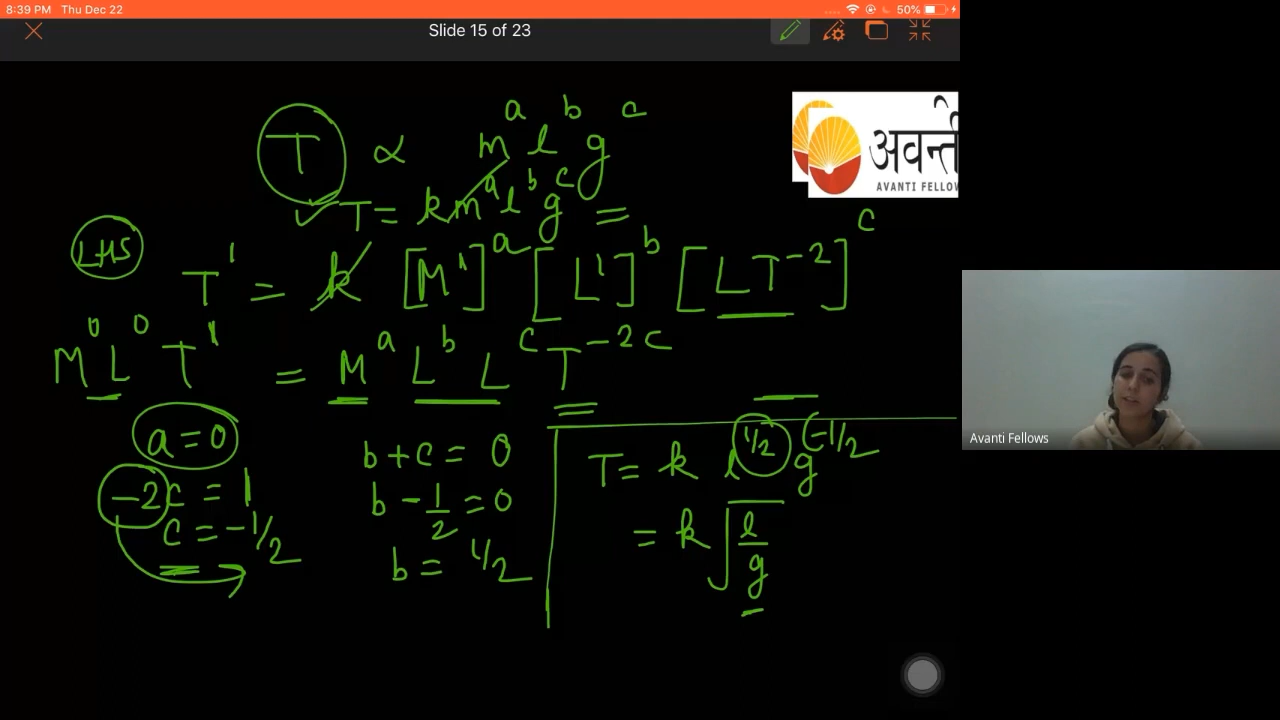 8:39 PM Thu Dec 22
50%
Slide 15 of 23
T ∝ m^a l^b g^c
अवन्ती
AVANTI FELLOW
T = k m^a l^b g^c =
LHS
T^1 = k [M^1]^a [L^1]^b [LT^-2]^c
M^0 L^0 T^1 = M^a L^b L^c T^-2c
a = 0
-2c = 1
c = -1/2
b + c = 0
b - 1/2 = 0
b = 1/2
T = k l^1/2 g^-1/2
= k √(l/g)
Avanti Fellows